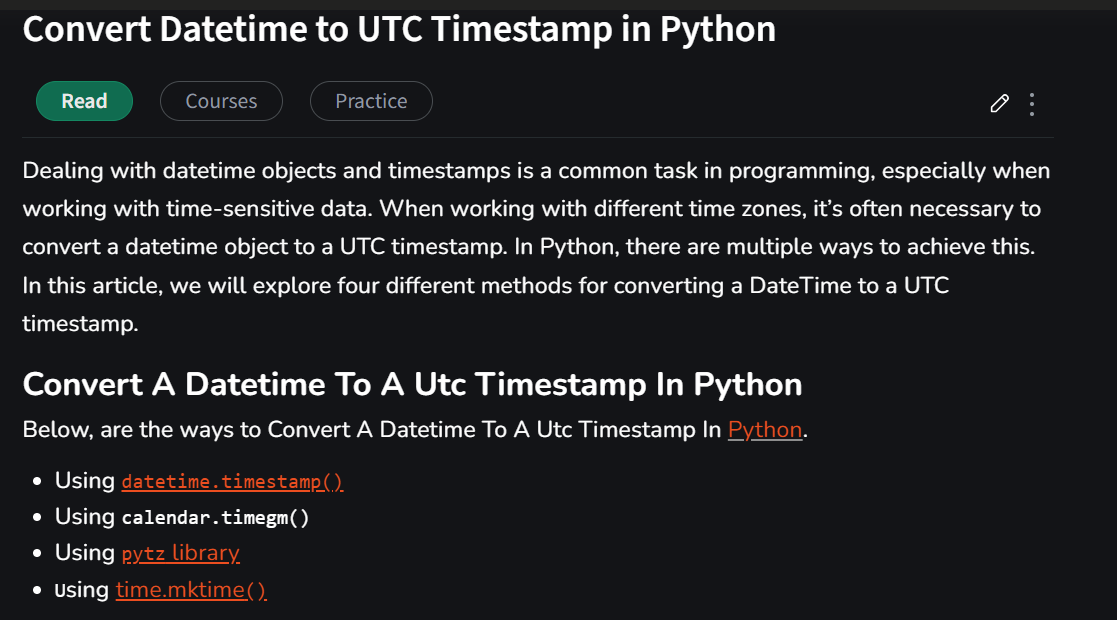 Convert Datetime to UTC Timestamp in Python
Read Courses Practice
Dealing with datetime objects and timestamps is a common task in programming, especially when
working with time-sensitive data. When working with different time zones, it’s often necessary to
convert a datetime object to a UTC timestamp. In Python, there are multiple ways to achieve this.
In this article, we will explore four different methods for converting a DateTime to a UTC
timestamp.
Convert A Datetime To A Utc Timestamp In Python
Below, are the ways to Convert A Datetime To A Utc Timestamp In Python.
• Using datetime.timestamp()
• Using calendar.timegm()
• Using pytz library
• Using time.mktime()